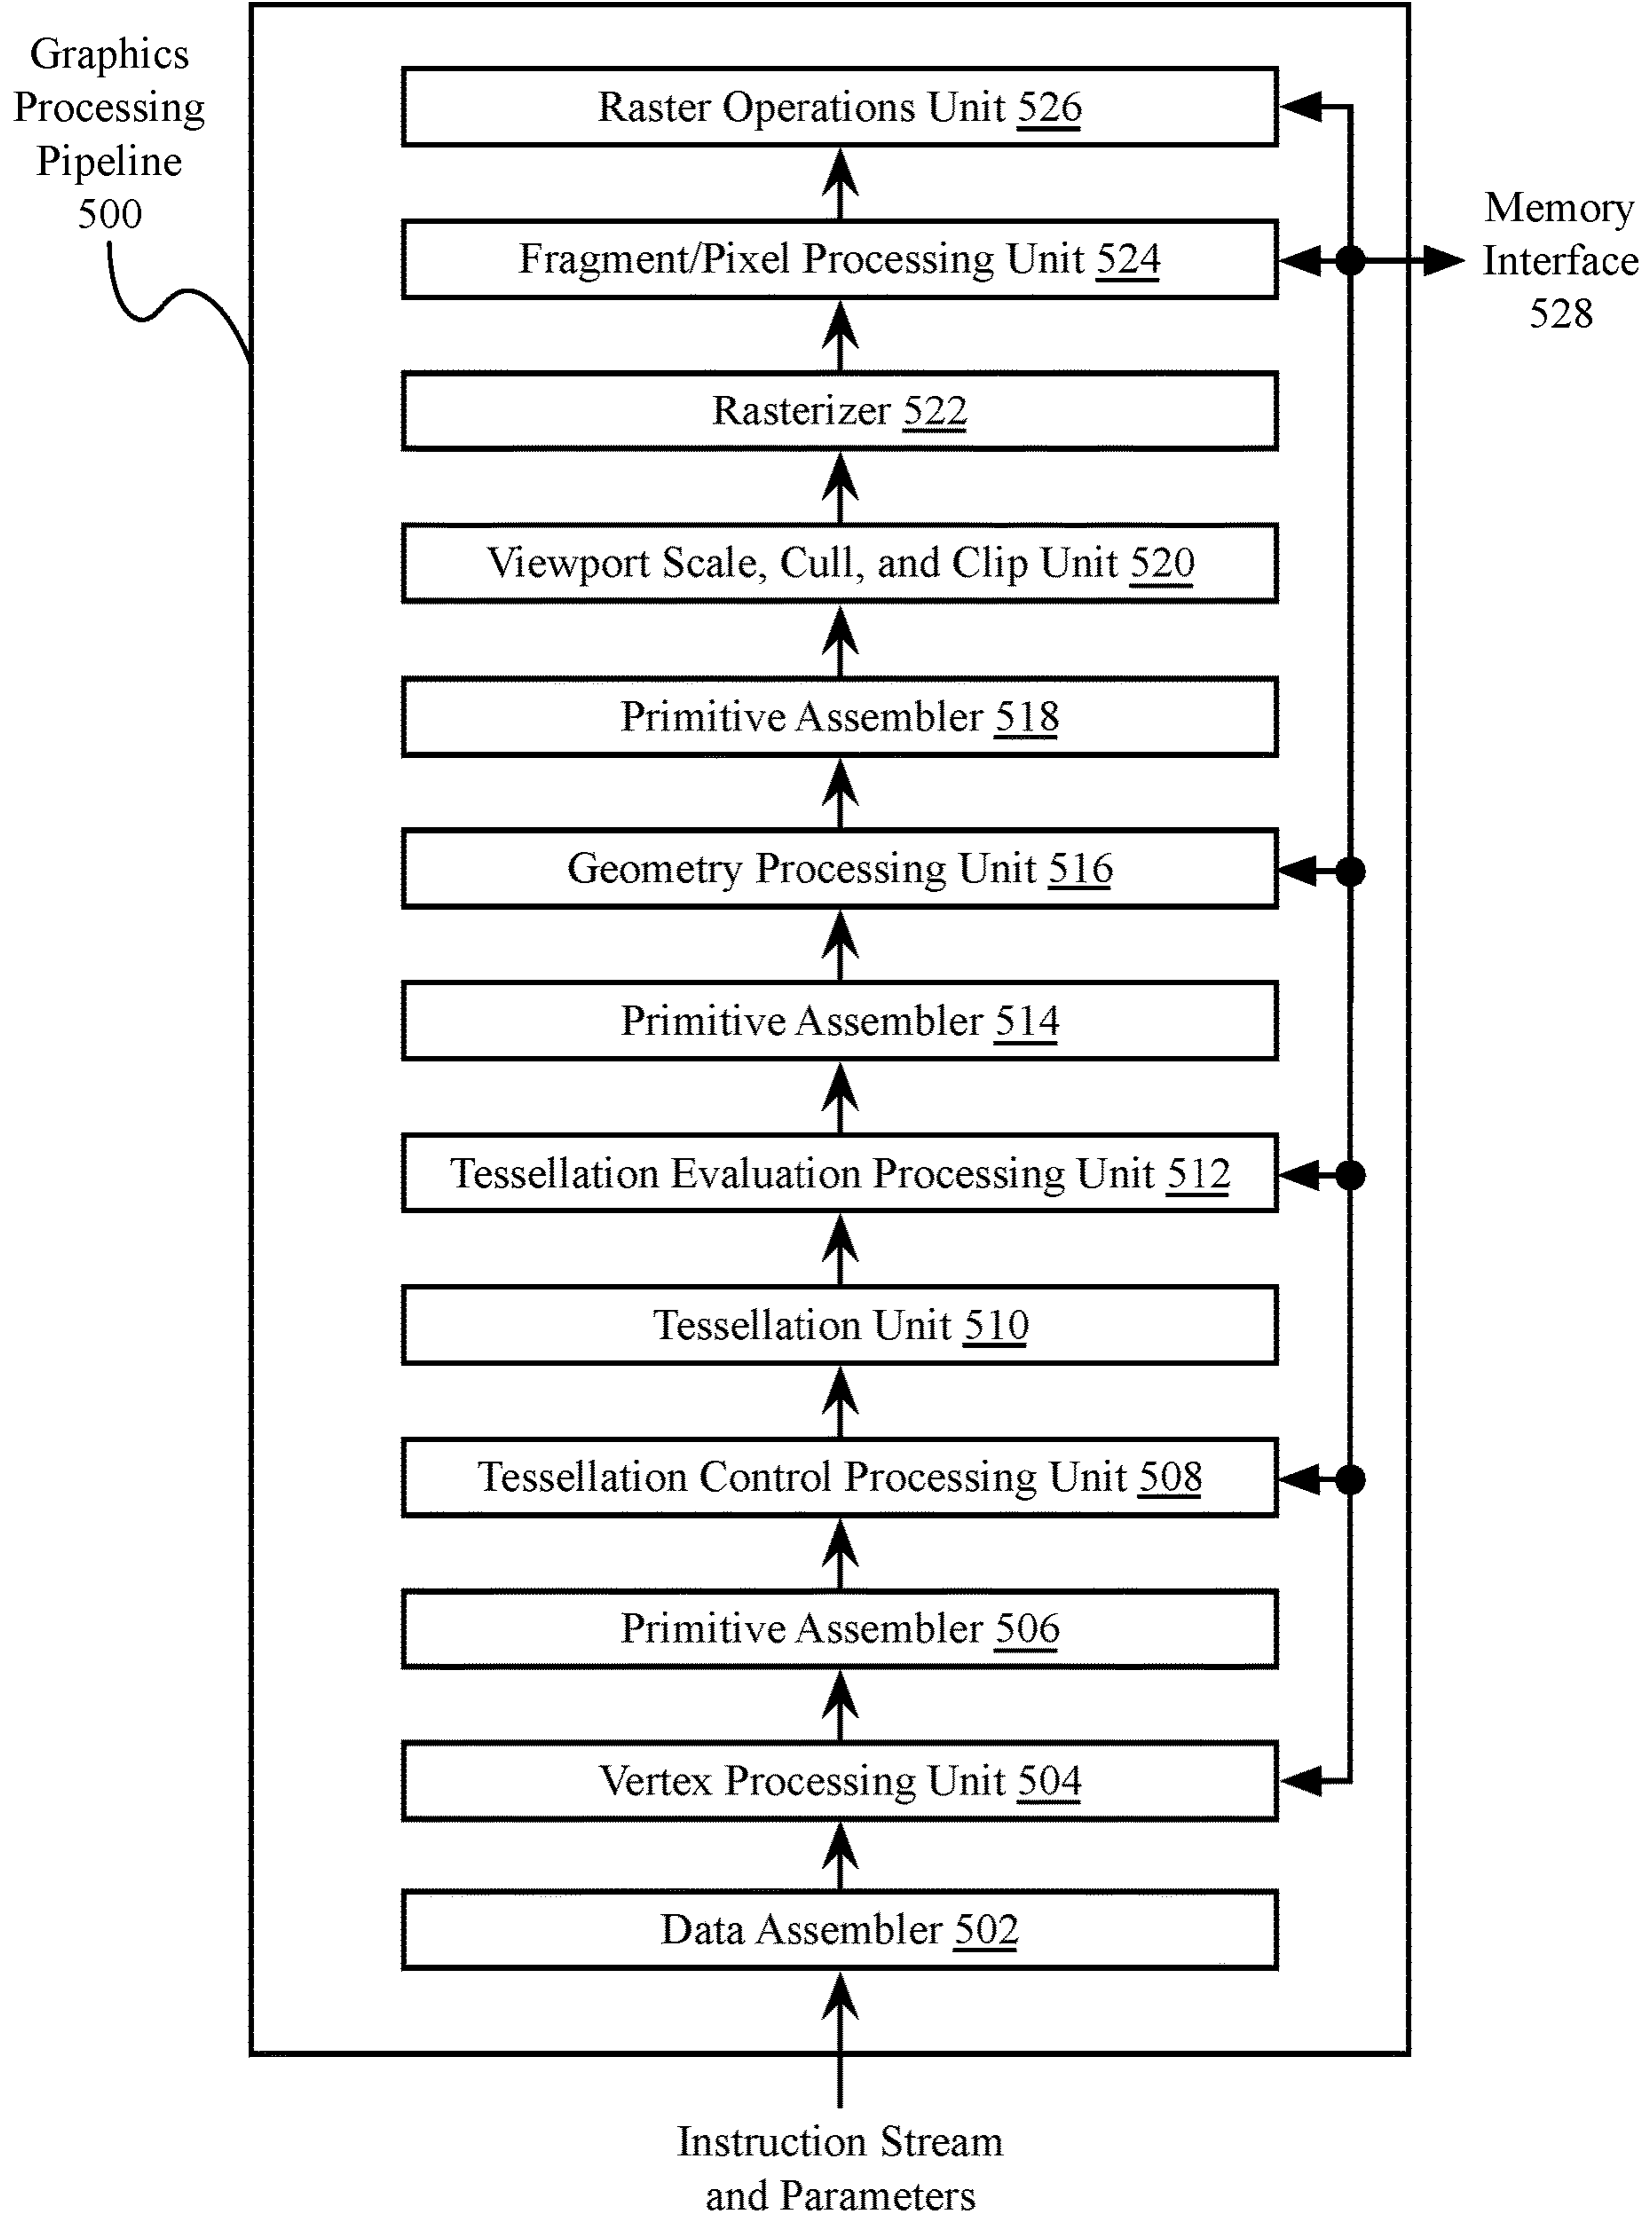 Graphics
Processing
Pipeline
500
Raster Operations Unit 526
Fragment/Pixel Processing Unit 524
Memory
Interface
528
Rasterizer 522
Viewport Scale, Cull, and Clip Unit 520
Primitive Assembler 518
Geometry Processing Unit 516
Primitive Assembler 514
Tessellation Evaluation Processing Unit 512
Tessellation Unit 510
Tessellation Control Processing Unit 508
Primitive Assembler 506
Vertex Processing Unit 504
Data Assembler 502
Instruction Stream
and Parameters